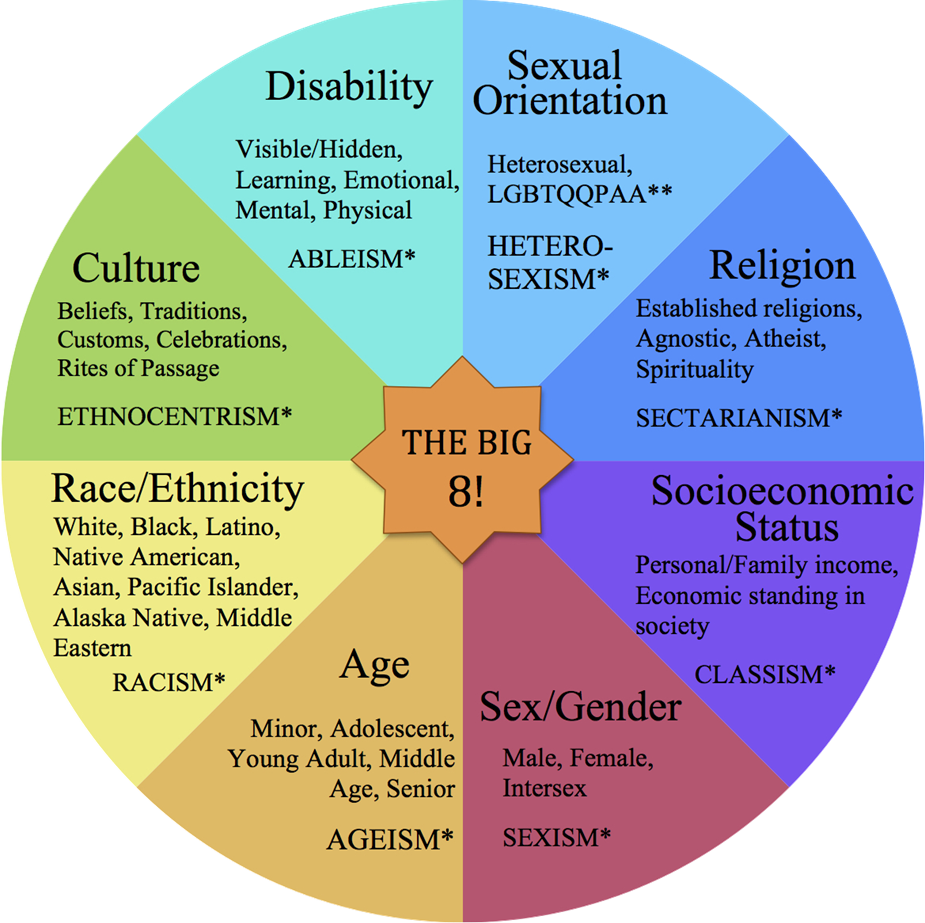 Disability
Visible/Hidden,
Learning, Emotional,
Mental, Physical
ABLEISM*
Sexual
Orientation
Heterosexual,
LGBTQQPAA**
HETERO-
SEXISM*
Religion
Established religions,
Agnostic, Atheist,
Spirituality
SECTARIANISM*
Socioeconomic
Status
Personal/Family income,
Economic standing in
society
CLASSISM*
Sex/Gender
Male, Female,
Intersex
SEXISM*
Age
Minor, Adolescent,
Young Adult, Middle
Age, Senior
AGEISM*
Race/Ethnicity
White, Black, Latino,
Native American,
Asian, Pacific Islander,
Alaska Native, Middle
Eastern
RACISM*
Culture
Beliefs, Traditions,
Customs, Celebrations,
Rites of Passage
ETHNOCENTRISM*
THE BIG
8!